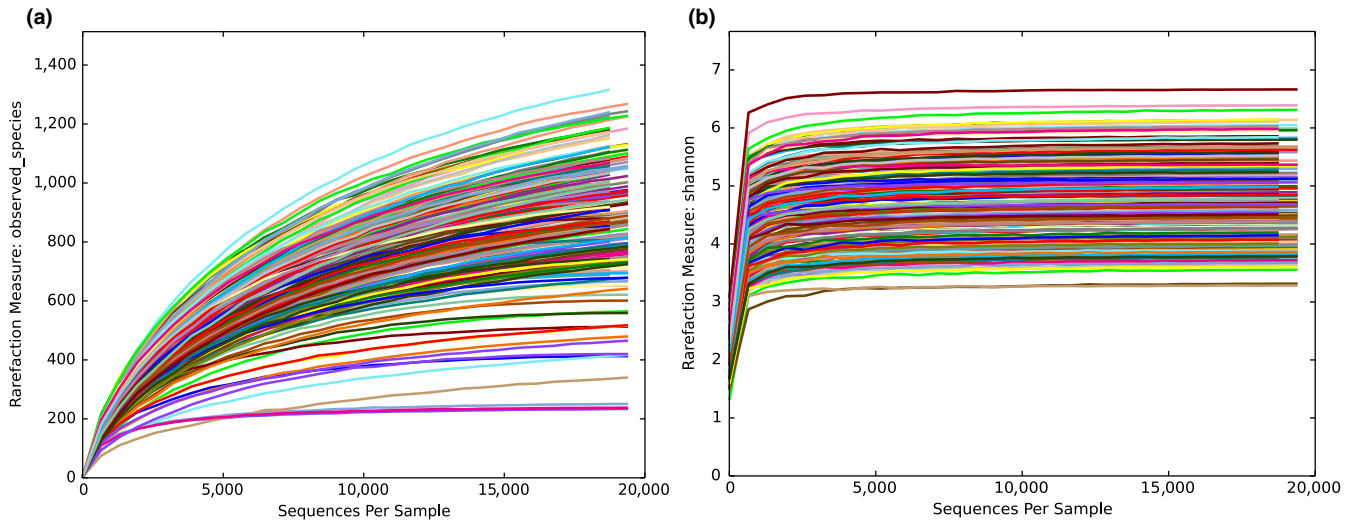 (a)
Rarefaction Measure: observed_species
1,400
1,200
1,000
800
600
400
200
0
0 5,000 10,000 15,000 20,000
Sequences Per Sample
(b)
Rarefaction Measure: shannon
7
6
5
4
3
2
1
0
0 5,000 10,000 15,000 20,000
Sequences Per Sample